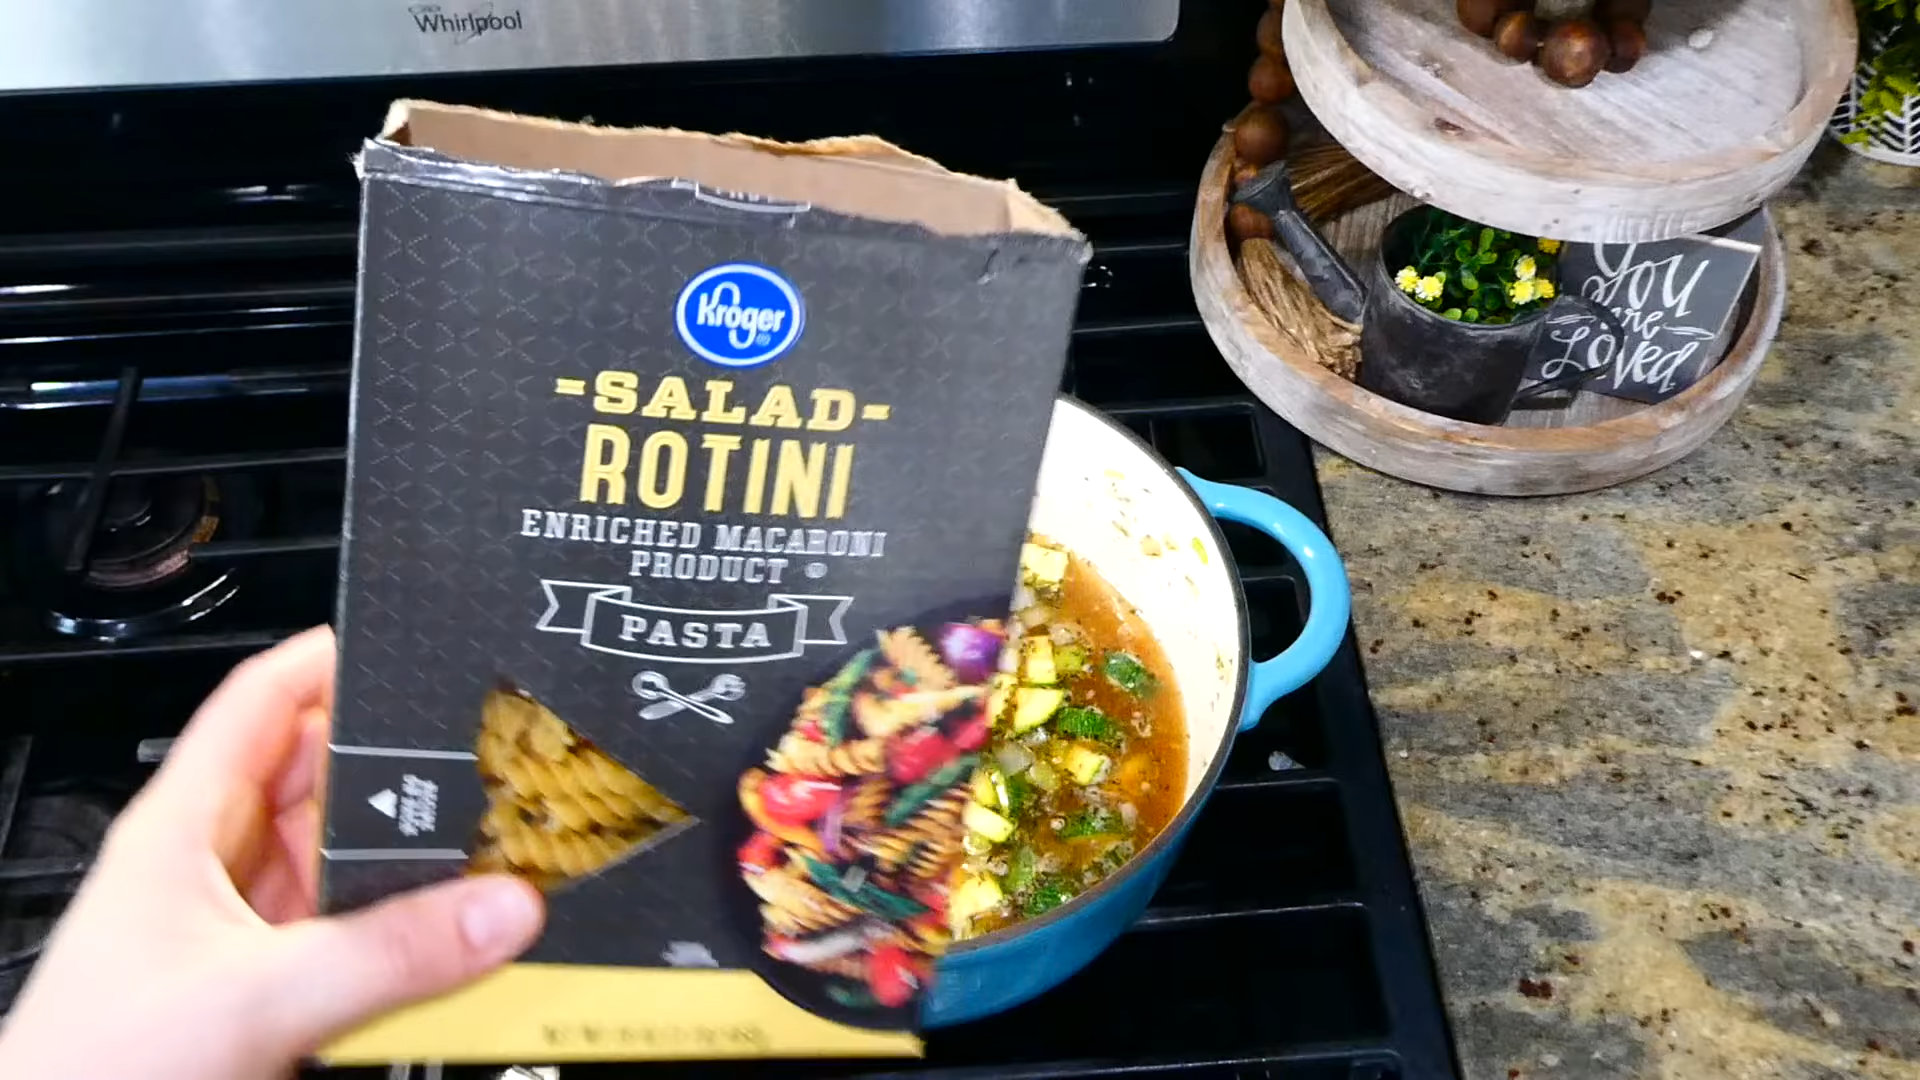 Whirlpool
Kroger
-SALAD-
ROTINI
ENRICHED MACARONI
PRODUCT
PASTA
You
are
Loved